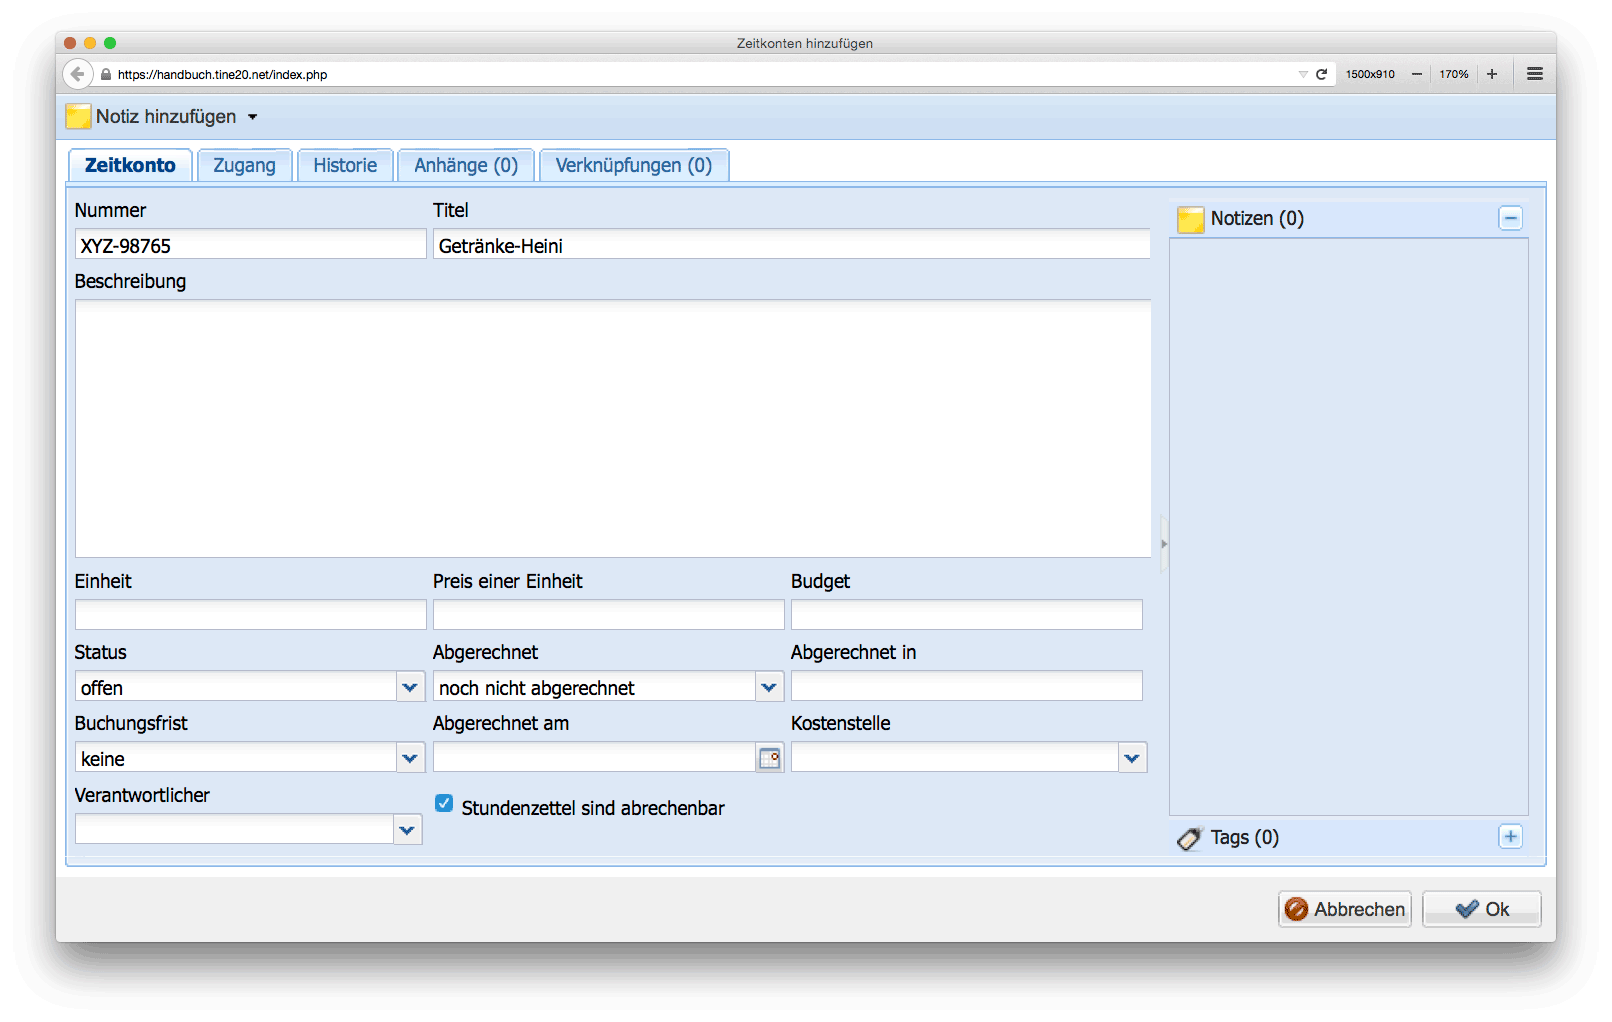 Zeitkonten hinzufügen
https://handbuch.tine20.net/index.php
1500x910
170%
Notiz hinzufügen
Zeitkonto
Zugang
Historie
Anhänge (0)
Verknüpfungen (0)
Nummer
Titel
XYZ-98765
Getränke-Heini
Beschreibung
Einheit
Preis einer Einheit
Budget
Status
Abgerechnet
Abgerechnet in
offen
noch nicht abgerechnet
Buchungsfrist
Abgerechnet am
Kostenstelle
keine
Verantwortlicher
Stundenzettel sind abrechenbar
Notizen (0)
Tags (0)
Abbrechen
Ok